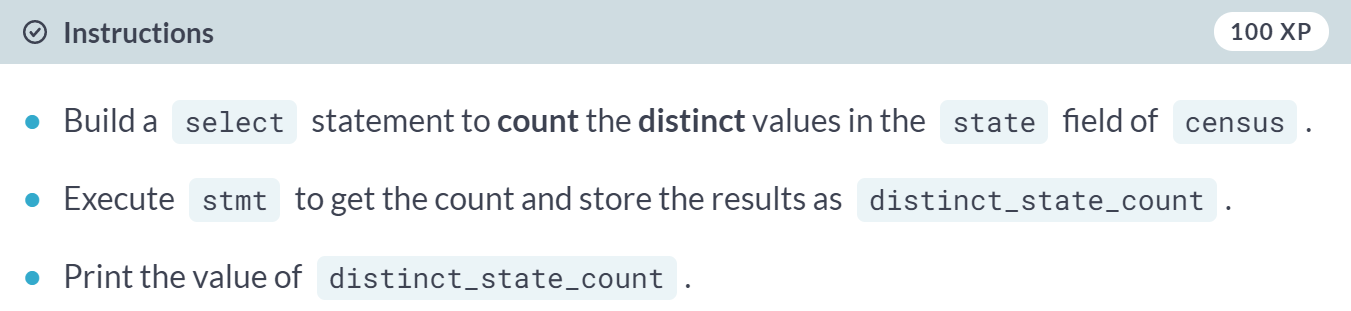 Instructions 100 XP
Build a select statement to count the distinct values in the state field of census .
Execute stmt to get the count and store the results as distinct_state_count .
Print the value of distinct_state_count .